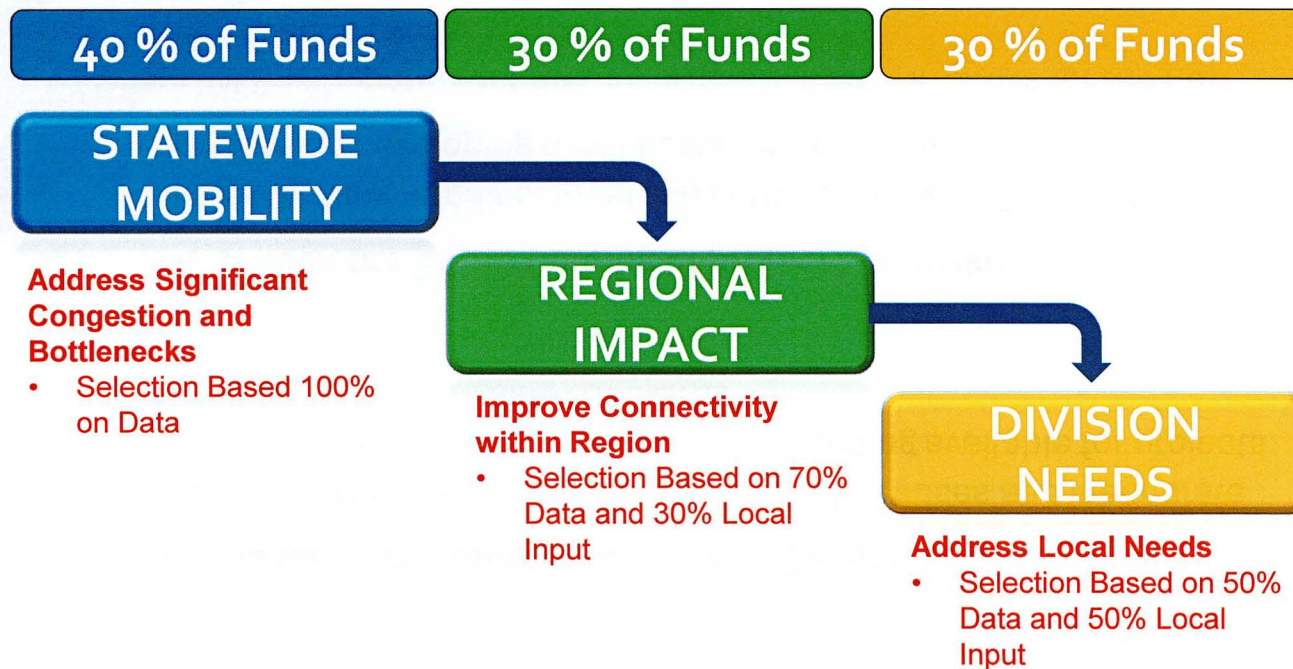 40 % of Funds
30 % of Funds
30 % of Funds
STATEWIDE
MOBILITY
Address Significant
Congestion and
Bottlenecks
• Selection Based 100%
on Data
REGIONAL
IMPACT
Improve Connectivity
within Region
• Selection Based on 70%
Data and 30% Local
Input
DIVISION
NEEDS
Address Local Needs
• Selection Based on 50%
Data and 50% Local
Input